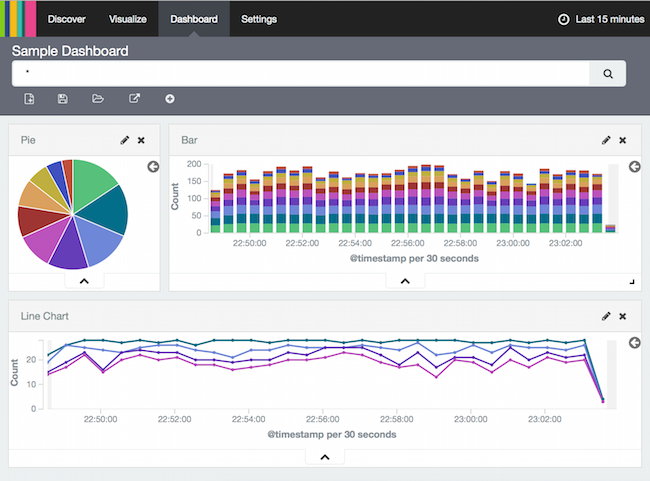 Discover Visualize Dashboard Settings Last 15 minutes
Sample Dashboard
*
Pie
Bar
200
150
100
50
0
Count
22:50:00 22:52:00 22:54:00 22:56:00 22:58:00 23:00:00 23:02:00
@timestamp per 30 seconds
Line Chart
20
10
0
Count
22:50:00 22:52:00 22:54:00 22:56:00 22:58:00 23:00:00 23:02:00
@timestamp per 30 seconds